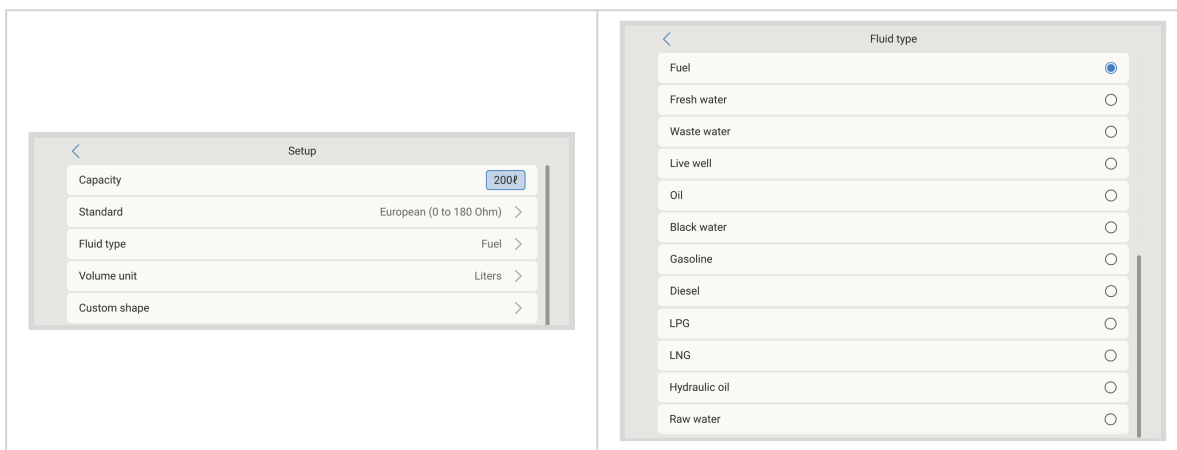 Setup
Capacity 200ℓ
Standard European (0 to 180 Ohm)
Fluid type Fuel
Volume unit Liters
Custom shape
Fluid type
Fuel
Fresh water
Waste water
Live well
Oil
Black water
Gasoline
Diesel
LPG
LNG
Hydraulic oil
Raw water